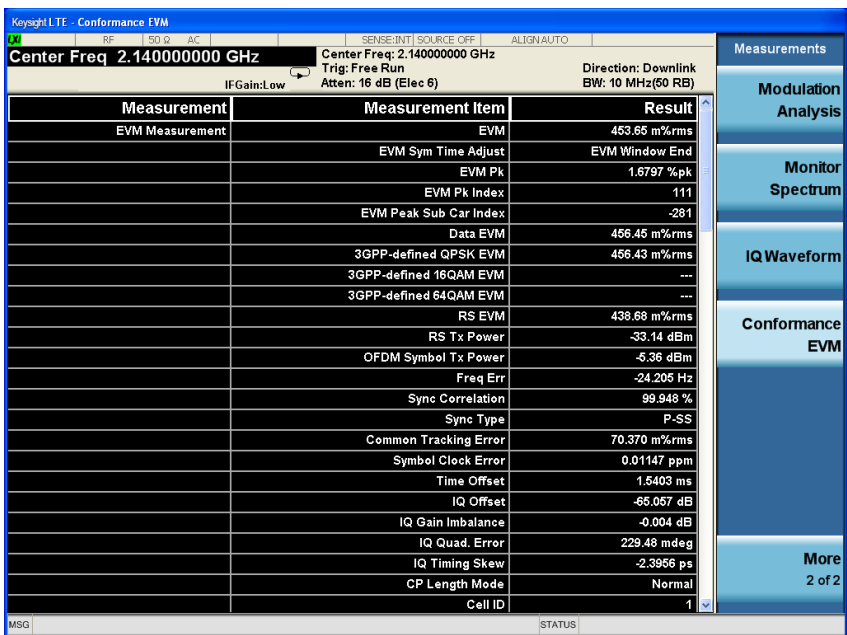 Keysight LTE - Conformance EVM
LXI RF 50 Ω AC SENSE:INT SOURCE OFF ALIGN AUTO
Center Freq 2.140000000 GHz
Center Freq: 2.140000000 GHz
Trig: Free Run Direction: Downlink
IFGain:Low Atten: 16 dB (Elec 6) BW: 10 MHz(50 RB)
Measurement Measurement Item Result
EVM Measurement EVM 453.65 m%rms
EVM Sym Time Adjust EVM Window End
EVM Pk 1.6797 %pk
EVM Pk Index 111
EVM Peak Sub Car Index -281
Data EVM 456.45 m%rms
3GPP-defined QPSK EVM 456.43 m%rms
3GPP-defined 16QAM EVM ---
3GPP-defined 64QAM EVM ---
RS EVM 438.68 m%rms
RS Tx Power -33.14 dBm
OFDM Symbol Tx Power -5.36 dBm
Freq Err -24.205 Hz
Sync Correlation 99.948 %
Sync Type P-SS
Common Tracking Error 70.370 m%rms
Symbol Clock Error 0.01147 ppm
Time Offset 1.5403 ms
IQ Offset -65.057 dB
IQ Gain Imbalance -0.004 dB
IQ Quad. Error 229.48 mdeg
IQ Timing Skew -2.3956 ps
CP Length Mode Normal
Cell ID 1
MSG STATUS
Measurements
Modulation
Analysis
Monitor
Spectrum
IQ Waveform
Conformance
EVM
More
2 of 2